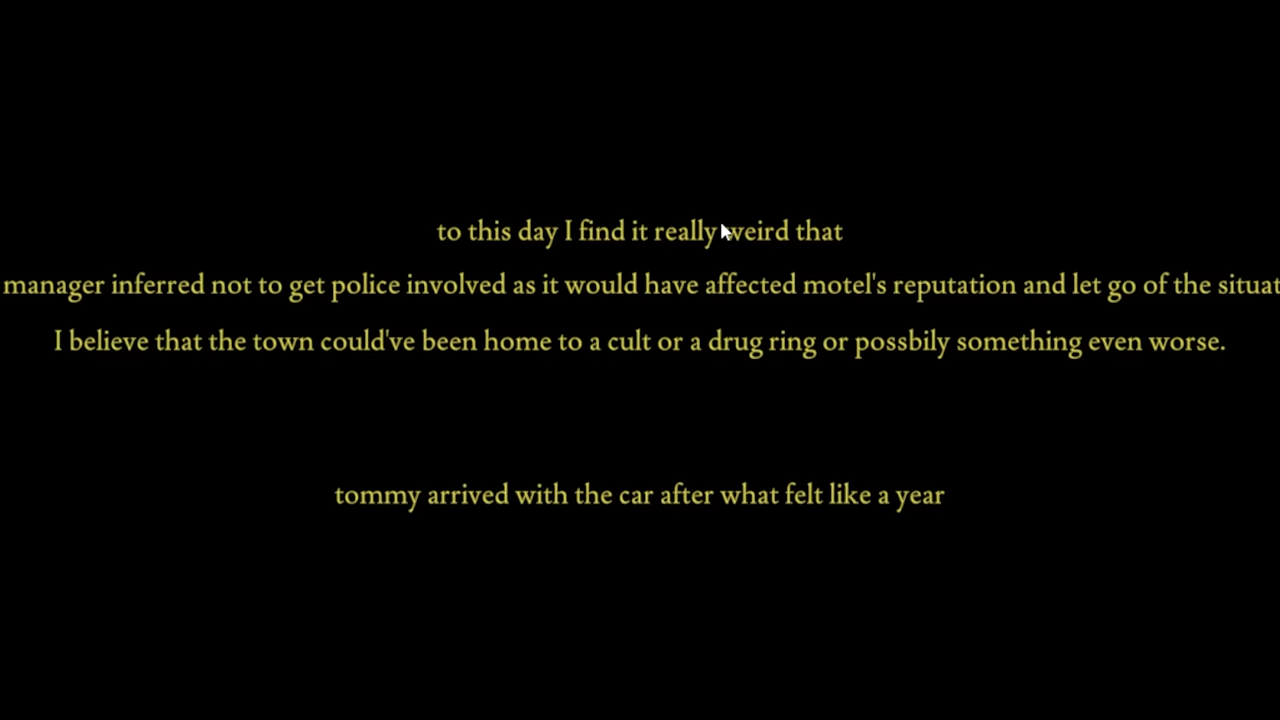 to this day I find it really weird that
manager inferred not to get police involved as it would have affected motel's reputation and let go of the situat
I believe that the town could've been home to a cult or a drug ring or possbily something even worse.
tommy arrived with the car after what felt like a year